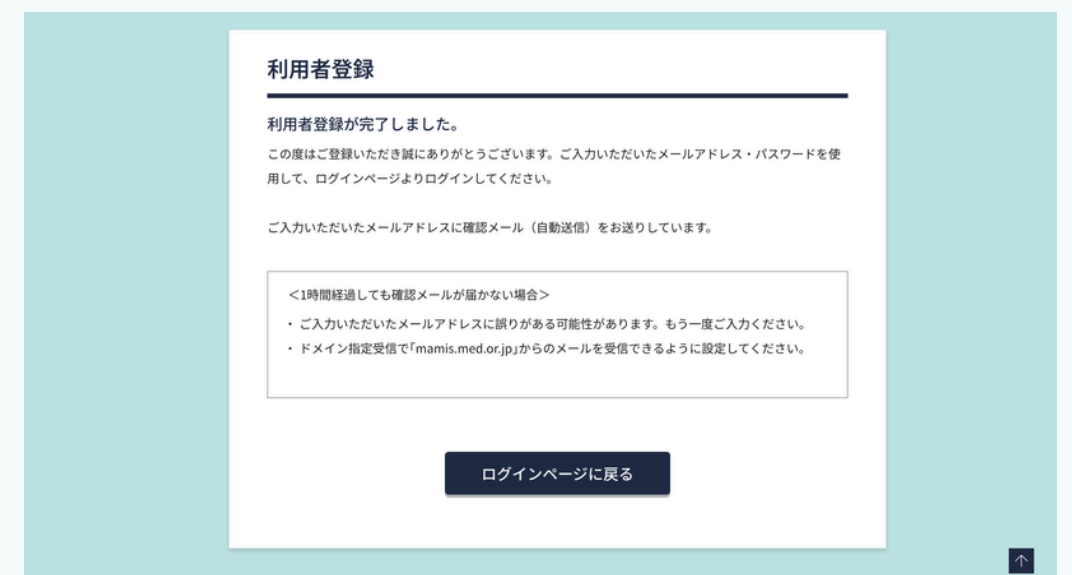 利用者登録
利用者登録が完了しました。
この度はご登録いただき誠にありがとうございます。ご入力いただいたメールアドレス・パスワードを使
用して、ログインページよりログインしてください。
ご入力いただいたメールアドレスに確認メール（自動送信）をお送りしています。
＜1時間経過しても確認メールが届かない場合＞
・ ご入力いただいたメールアドレスに誤りがある可能性があります。もう一度ご入力ください。
・ ドメイン指定受信で｢mamis.med.or.jp｣からのメールを受信できるように設定してください。
ログインページに戻る